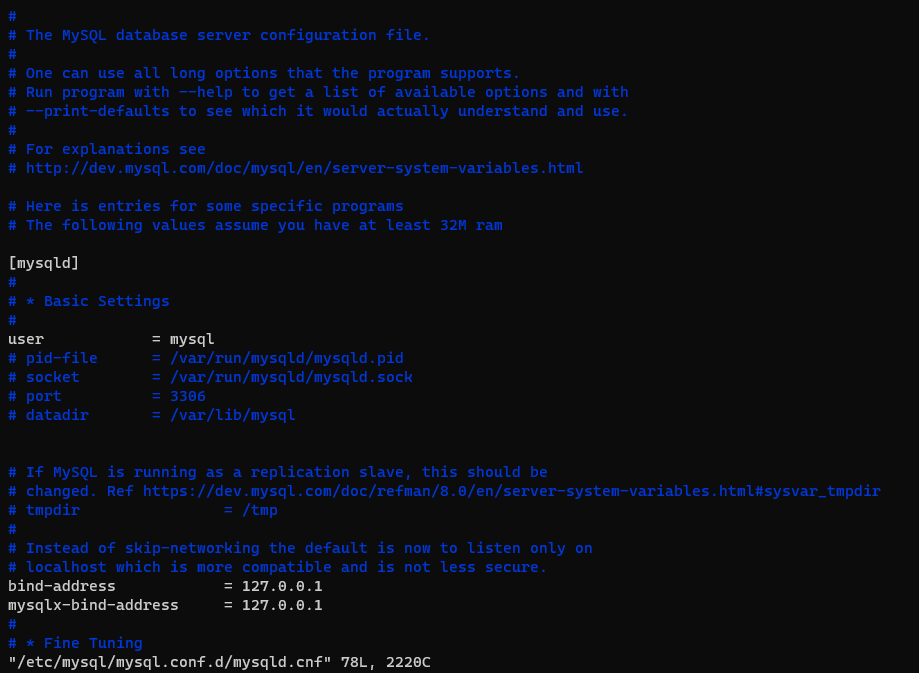 #
# The MySQL database server configuration file.
#
# One can use all long options that the program supports.
# Run program with --help to get a list of available options and with
# --print-defaults to see which it would actually understand and use.
#
# For explanations see
# http://dev.mysql.com/doc/mysql/en/server-system-variables.html

# Here is entries for some specific programs
# The following values assume you have at least 32M ram

[mysqld]
#
# * Basic Settings
#
user            = mysql
# pid-file      = /var/run/mysqld/mysqld.pid
# socket        = /var/run/mysqld/mysqld.sock
# port          = 3306
# datadir       = /var/lib/mysql


# If MySQL is running as a replication slave, this should be
# changed. Ref https://dev.mysql.com/doc/refman/8.0/en/server-system-variables.html#sysvar_tmpdir
# tmpdir                = /tmp
#
# Instead of skip-networking the default is now to listen only on
# localhost which is more compatible and is not less secure.
bind-address            = 127.0.0.1
mysqlx-bind-address     = 127.0.0.1
#
# * Fine Tuning
"/etc/mysql/mysql.conf.d/mysqld.cnf" 78L, 2220C